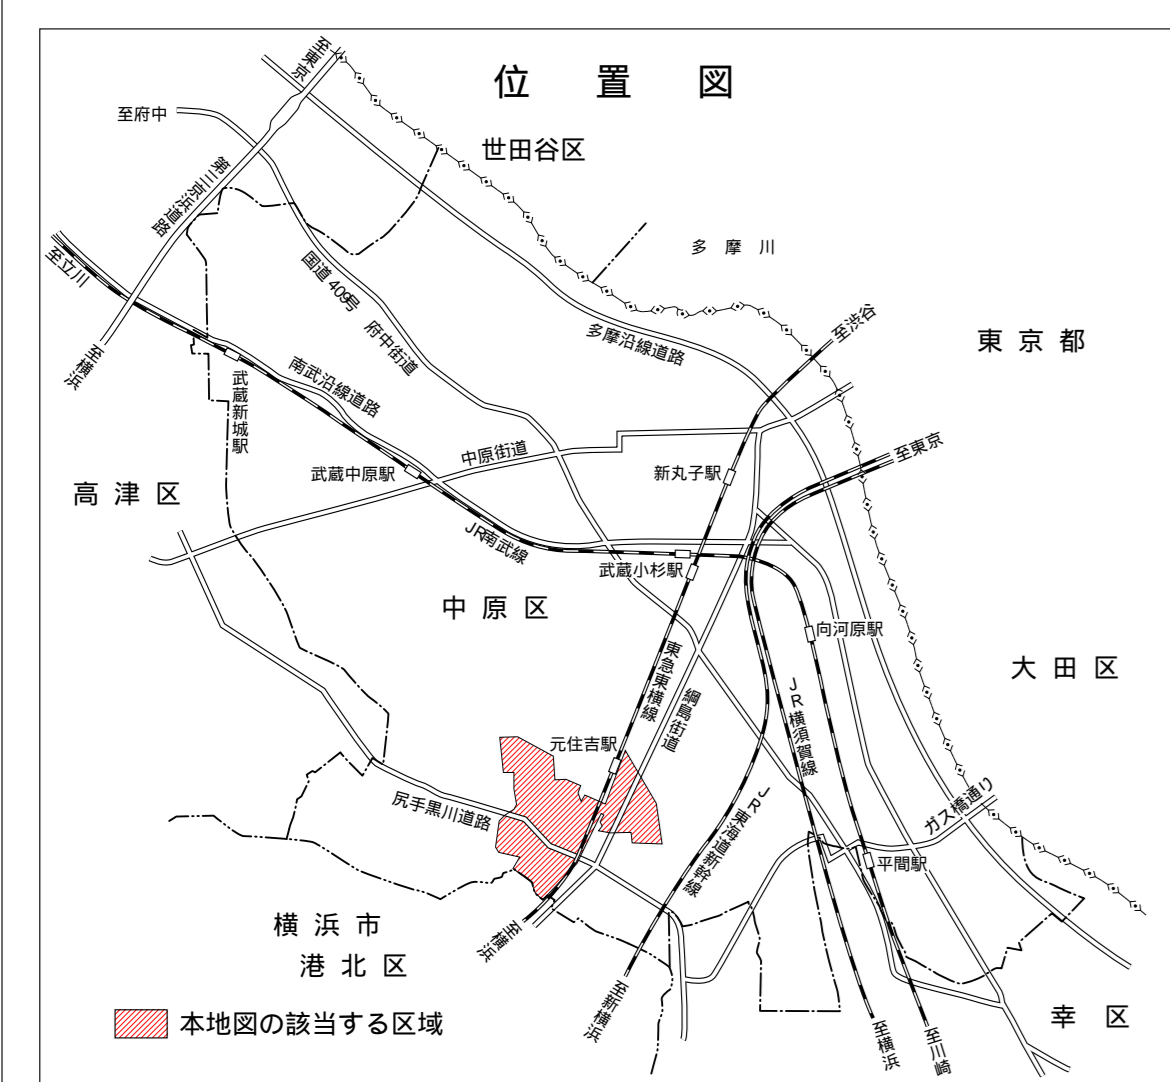 位置図
至東京
至府中
世田谷区
第三京浜道路
多摩川
至立川
国道409号 府中街道
至渋谷
東京都
多摩沿線道路
至横浜
南武沿線道路
武蔵新城駅
中原街道
至東京
武蔵中原駅
新丸子駅
高津区
JR南武線
武蔵小杉駅
中原区
向河原駅
東急東横線
大田区
綱島街道
JR横須賀線
元住吉駅
尻手黒川道路
JR東海道新幹線
ガス橋通り
平間駅
横浜市
港北区
至横浜
至新横浜
幸区
至横浜
至川崎
本地図の該当する区域